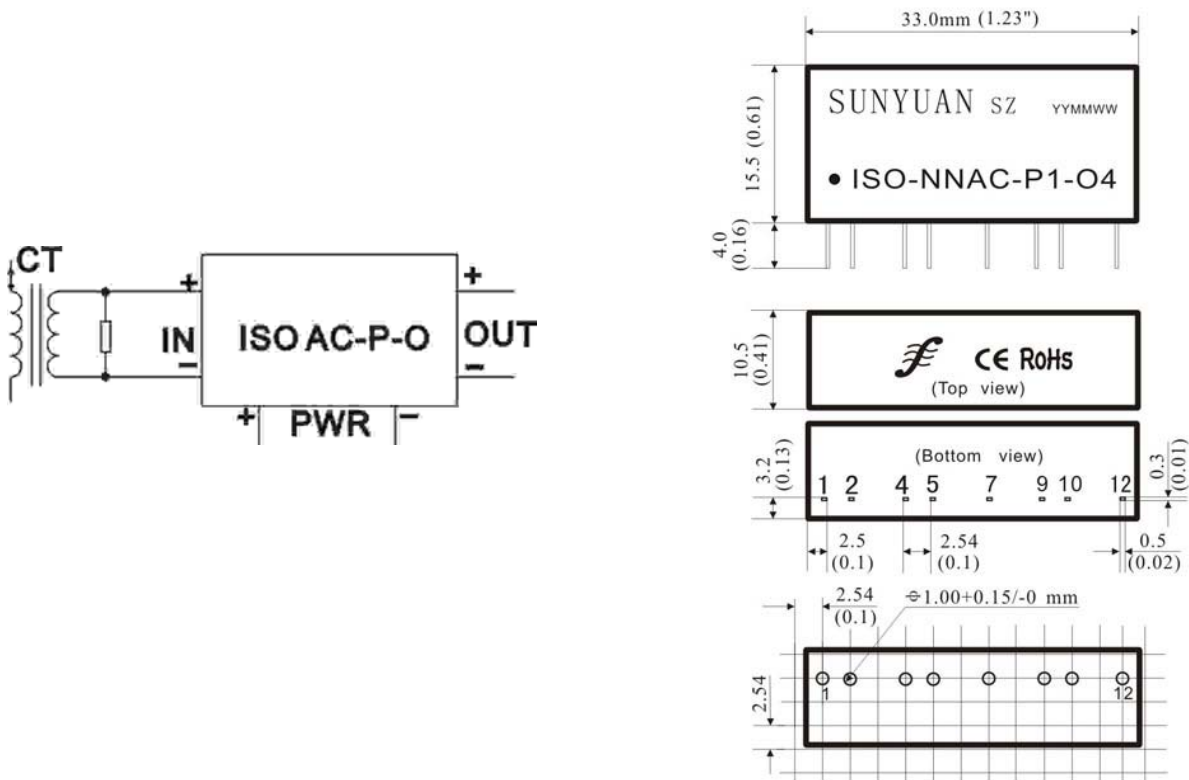 CT
+
IN
−
ISO AC-P-O
+
OUT
−
+ PWR −
33.0mm (1.23")
15.5 (0.61)
SUNYUAN SZ YYMMWW
● ISO-NNAC-P1-O4
4.0
(0.16)
10.5
(0.41)
CE RoHs
(Top view)
3.2
(0.13)
(Bottom view)
1 2 4 5 7 9 10 12
0.3
(0.01)
2.5
(0.1)
2.54
(0.1)
0.5
(0.02)
2.54
(0.1)
⌽1.00+0.15/-0 mm
2.54
1 12